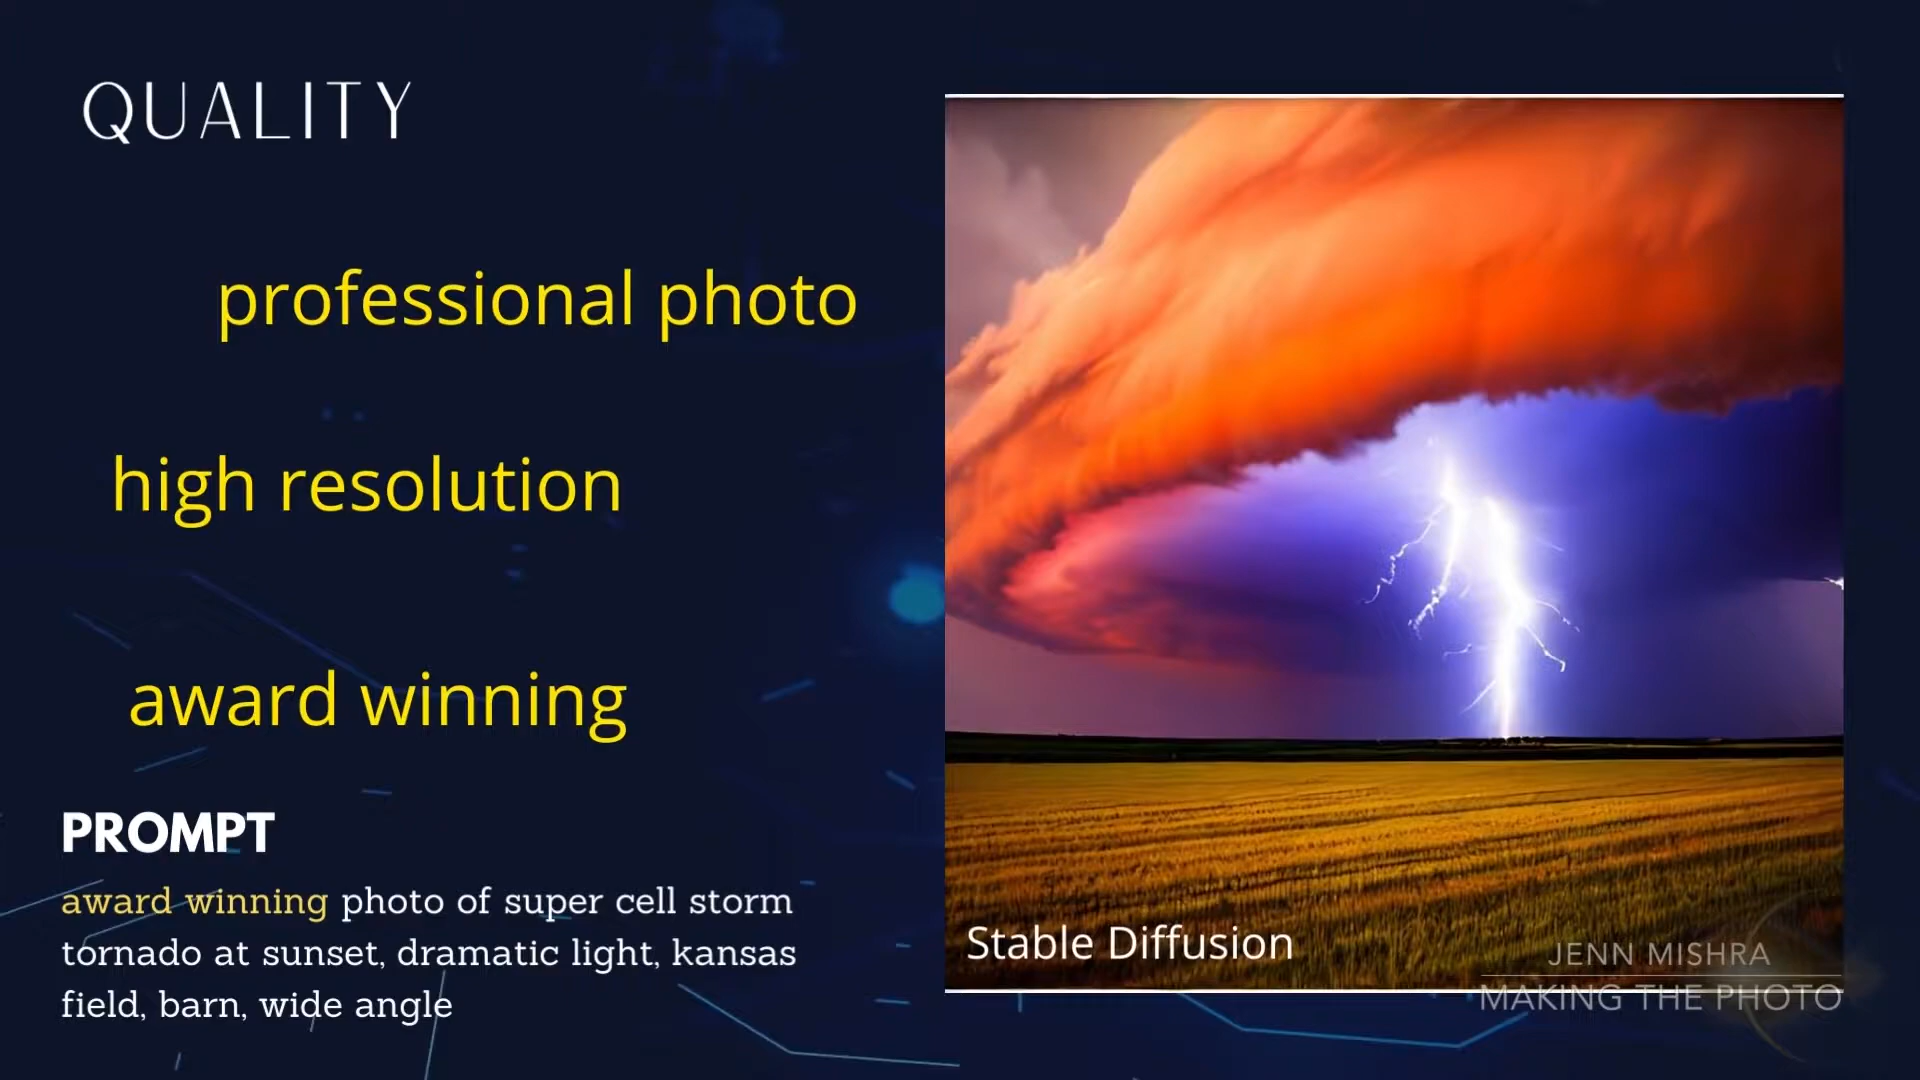 QUALITY
professional photo
high resolution
award winning
PROMPT
award winning photo of super cell storm
tornado at sunset, dramatic light, kansas
field, barn, wide angle
Stable Diffusion
JENN MISHRA
MAKING THE PHOTO